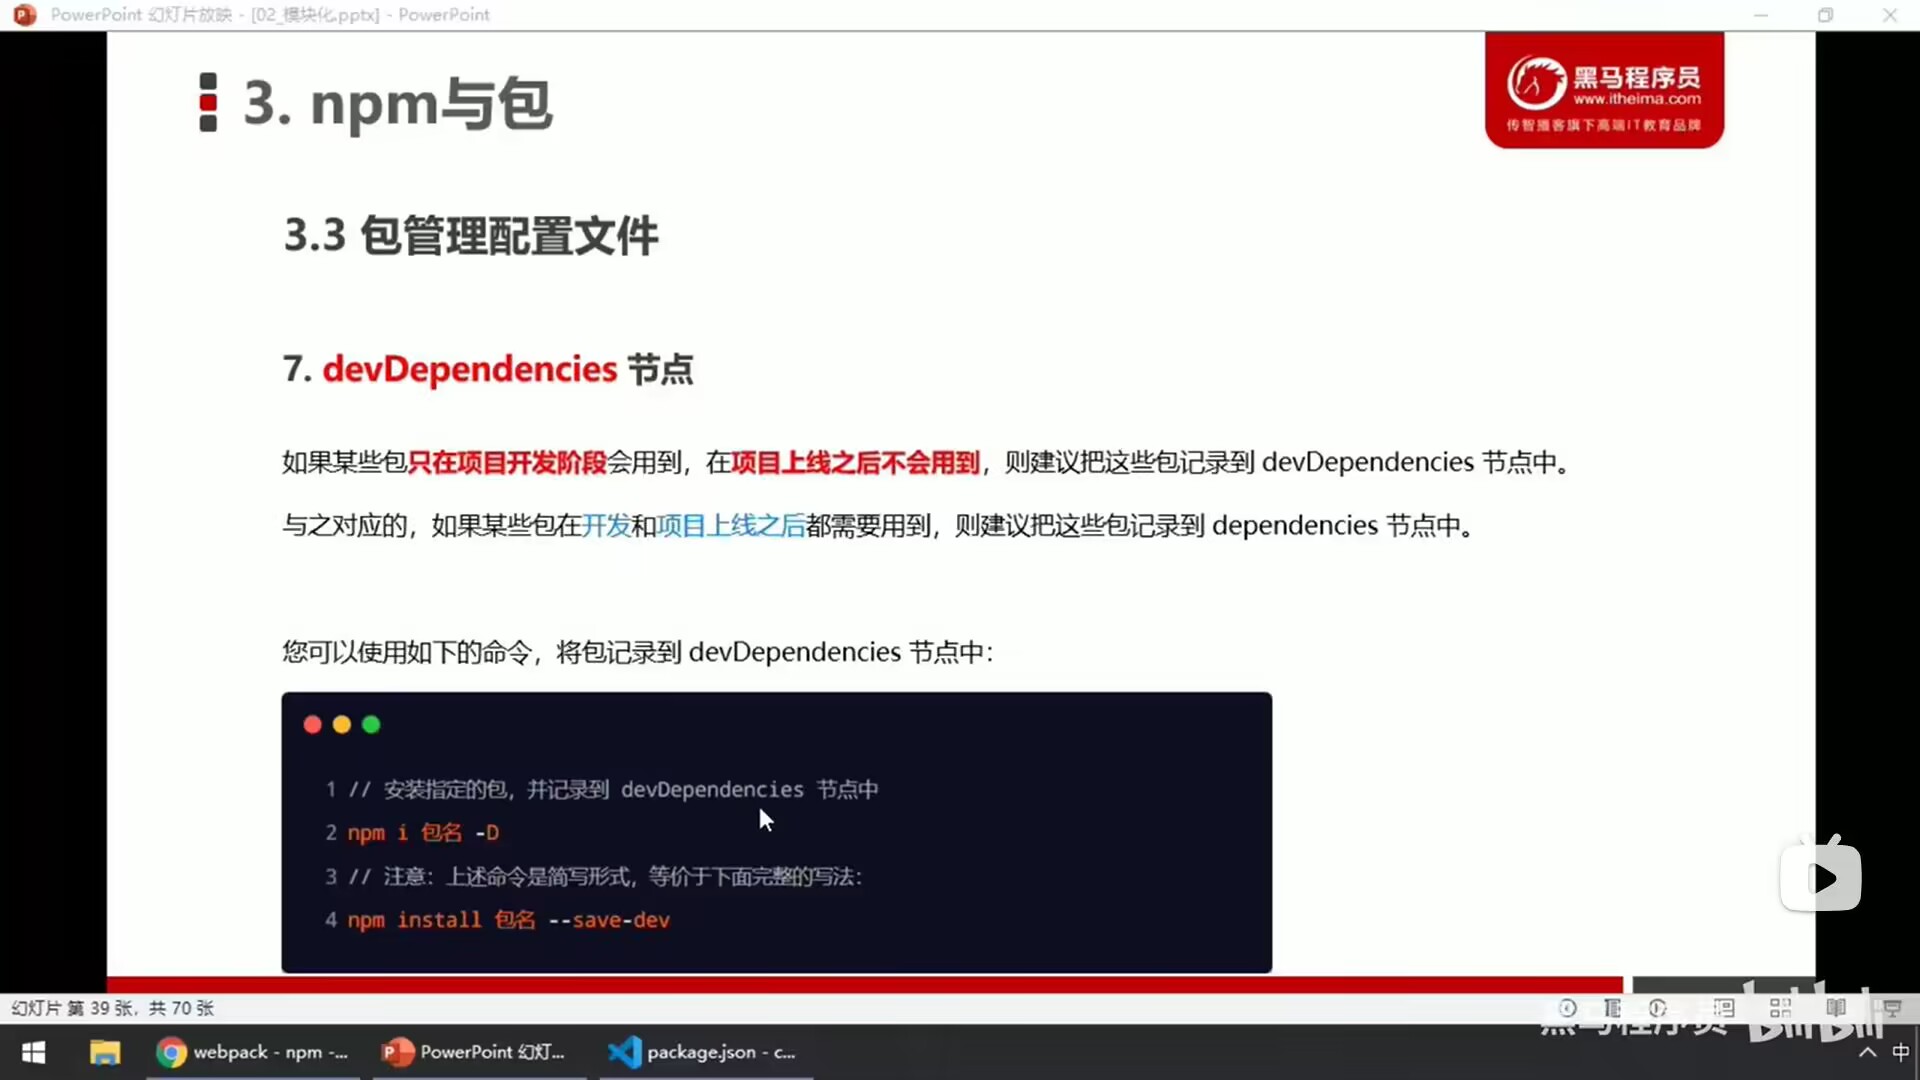 PowerPoint 幻灯片放映 - [02_模块化.pptx] - PowerPoint
3. npm与包
黑马程序员
www.itheima.com
传智播客旗下高端IT教育品牌
3.3 包管理配置文件
7. devDependencies 节点
如果某些包只在项目开发阶段会用到，在项目上线之后不会用到，则建议把这些包记录到 devDependencies 节点中。
与之对应的，如果某些包在开发和项目上线之后都需要用到，则建议把这些包记录到 dependencies 节点中。
您可以使用如下的命令，将包记录到 devDependencies 节点中：
1 // 安装指定的包，并记录到 devDependencies 节点中
2 npm i 包名 -D
3 // 注意：上述命令是简写形式，等价于下面完整的写法：
4 npm install 包名 --save-dev
幻灯片 第 39 张，共 70 张
黑马程序员 bilibili
webpack - npm -...
PowerPoint 幻灯...
package.json - c...
中